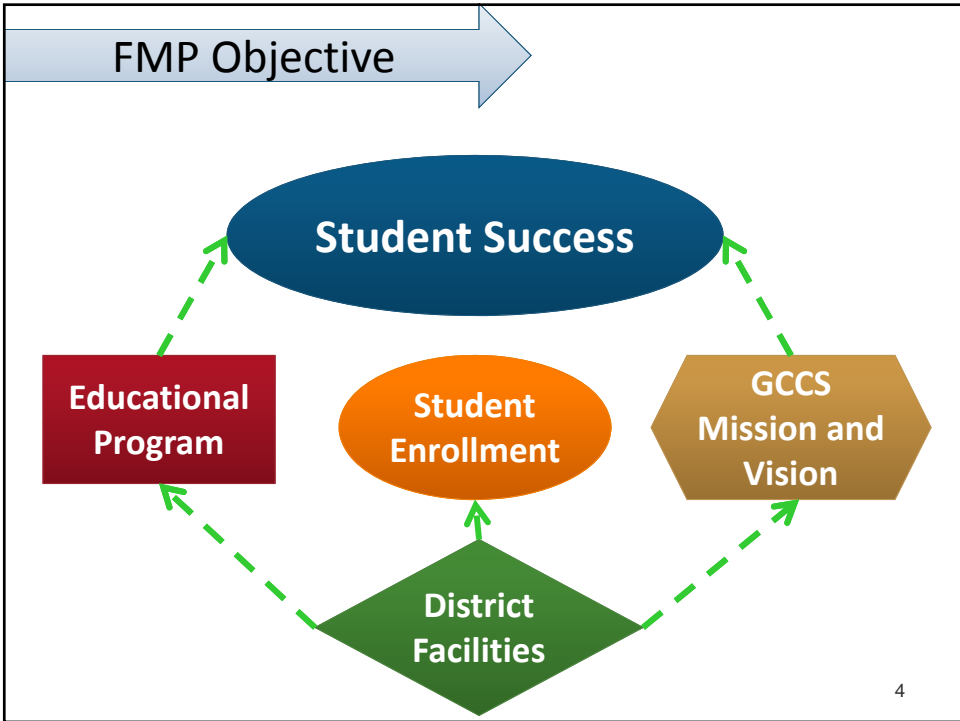 FMP Objective
Student Success
Educational
Program
Student
Enrollment
GCCS
Mission and
Vision
District
Facilities
4